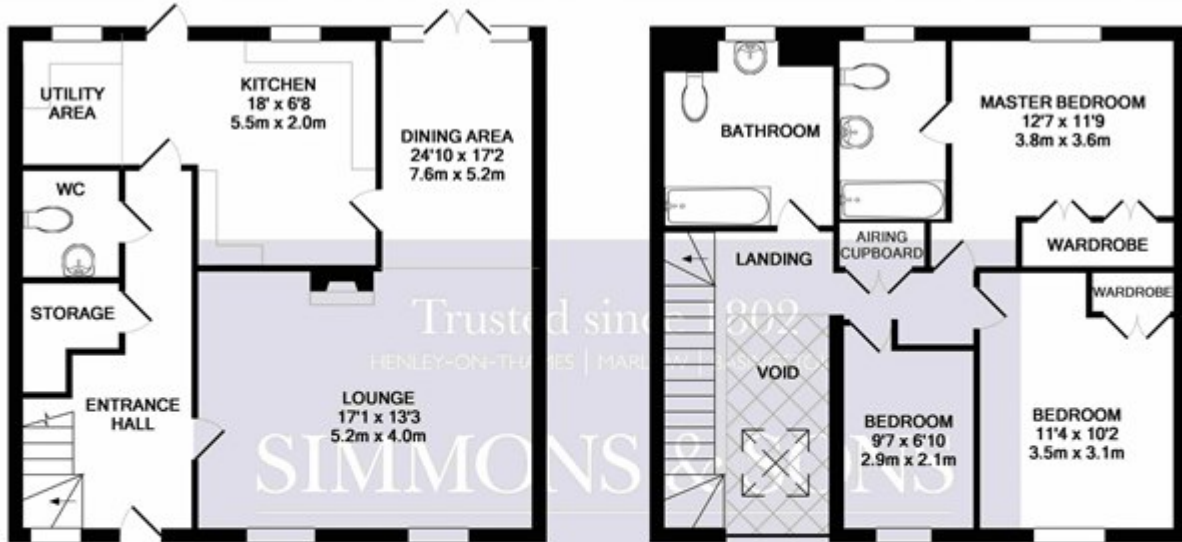 UTILITY
AREA
KITCHEN
18' x 6'8
5.5m x 2.0m
DINING AREA
24'10 x 17'2
7.6m x 5.2m
WC
STORAGE
ENTRANCE
HALL
LOUNGE
17'1 x 13'3
5.2m x 4.0m
BATHROOM
MASTER BEDROOM
12'7 x 11'9
3.8m x 3.6m
WARDROBE
AIRING
CUPBOARD
LANDING
WARDROBE
VOID
BEDROOM
9'7 x 6'10
2.9m x 2.1m
BEDROOM
11'4 x 10'2
3.5m x 3.1m
Trusted since 1802
HENLEY-ON-THAMES | MARLOW |
SIMMONS & SONS